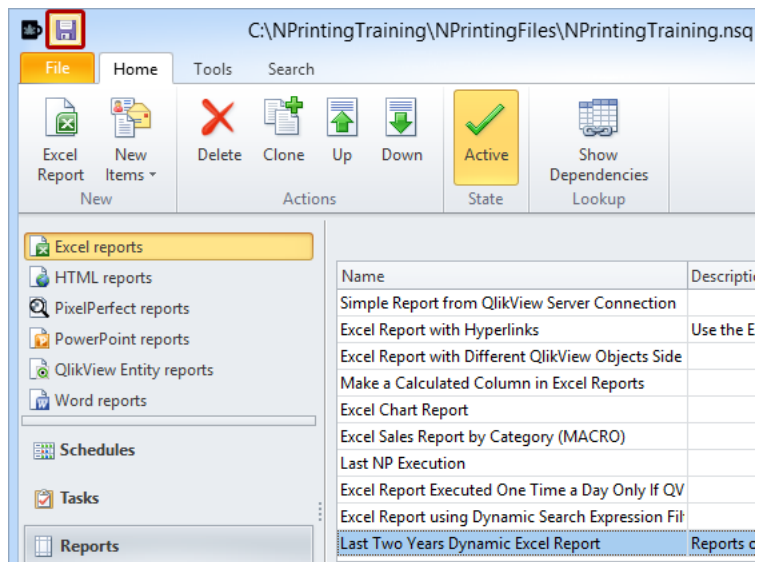 C:\NPrintingTraining\NPrintingFiles\NPrintingTraining.nsq
File Home Tools Search
Excel Report
New Items
Delete
Clone
Up
Down
Active
Show Dependencies
New
Actions
State
Lookup
Excel reports
HTML reports
PixelPerfect reports
PowerPoint reports
QlikView Entity reports
Word reports
Schedules
Tasks
Reports
Name Descripti
Simple Report from QlikView Server Connection
Excel Report with Hyperlinks Use the E
Excel Report with Different QlikView Objects Side
Make a Calculated Column in Excel Reports
Excel Chart Report
Excel Sales Report by Category (MACRO)
Last NP Execution
Excel Report Executed One Time a Day Only If QV
Excel Report using Dynamic Search Expression Filt
Last Two Years Dynamic Excel Report Reports o